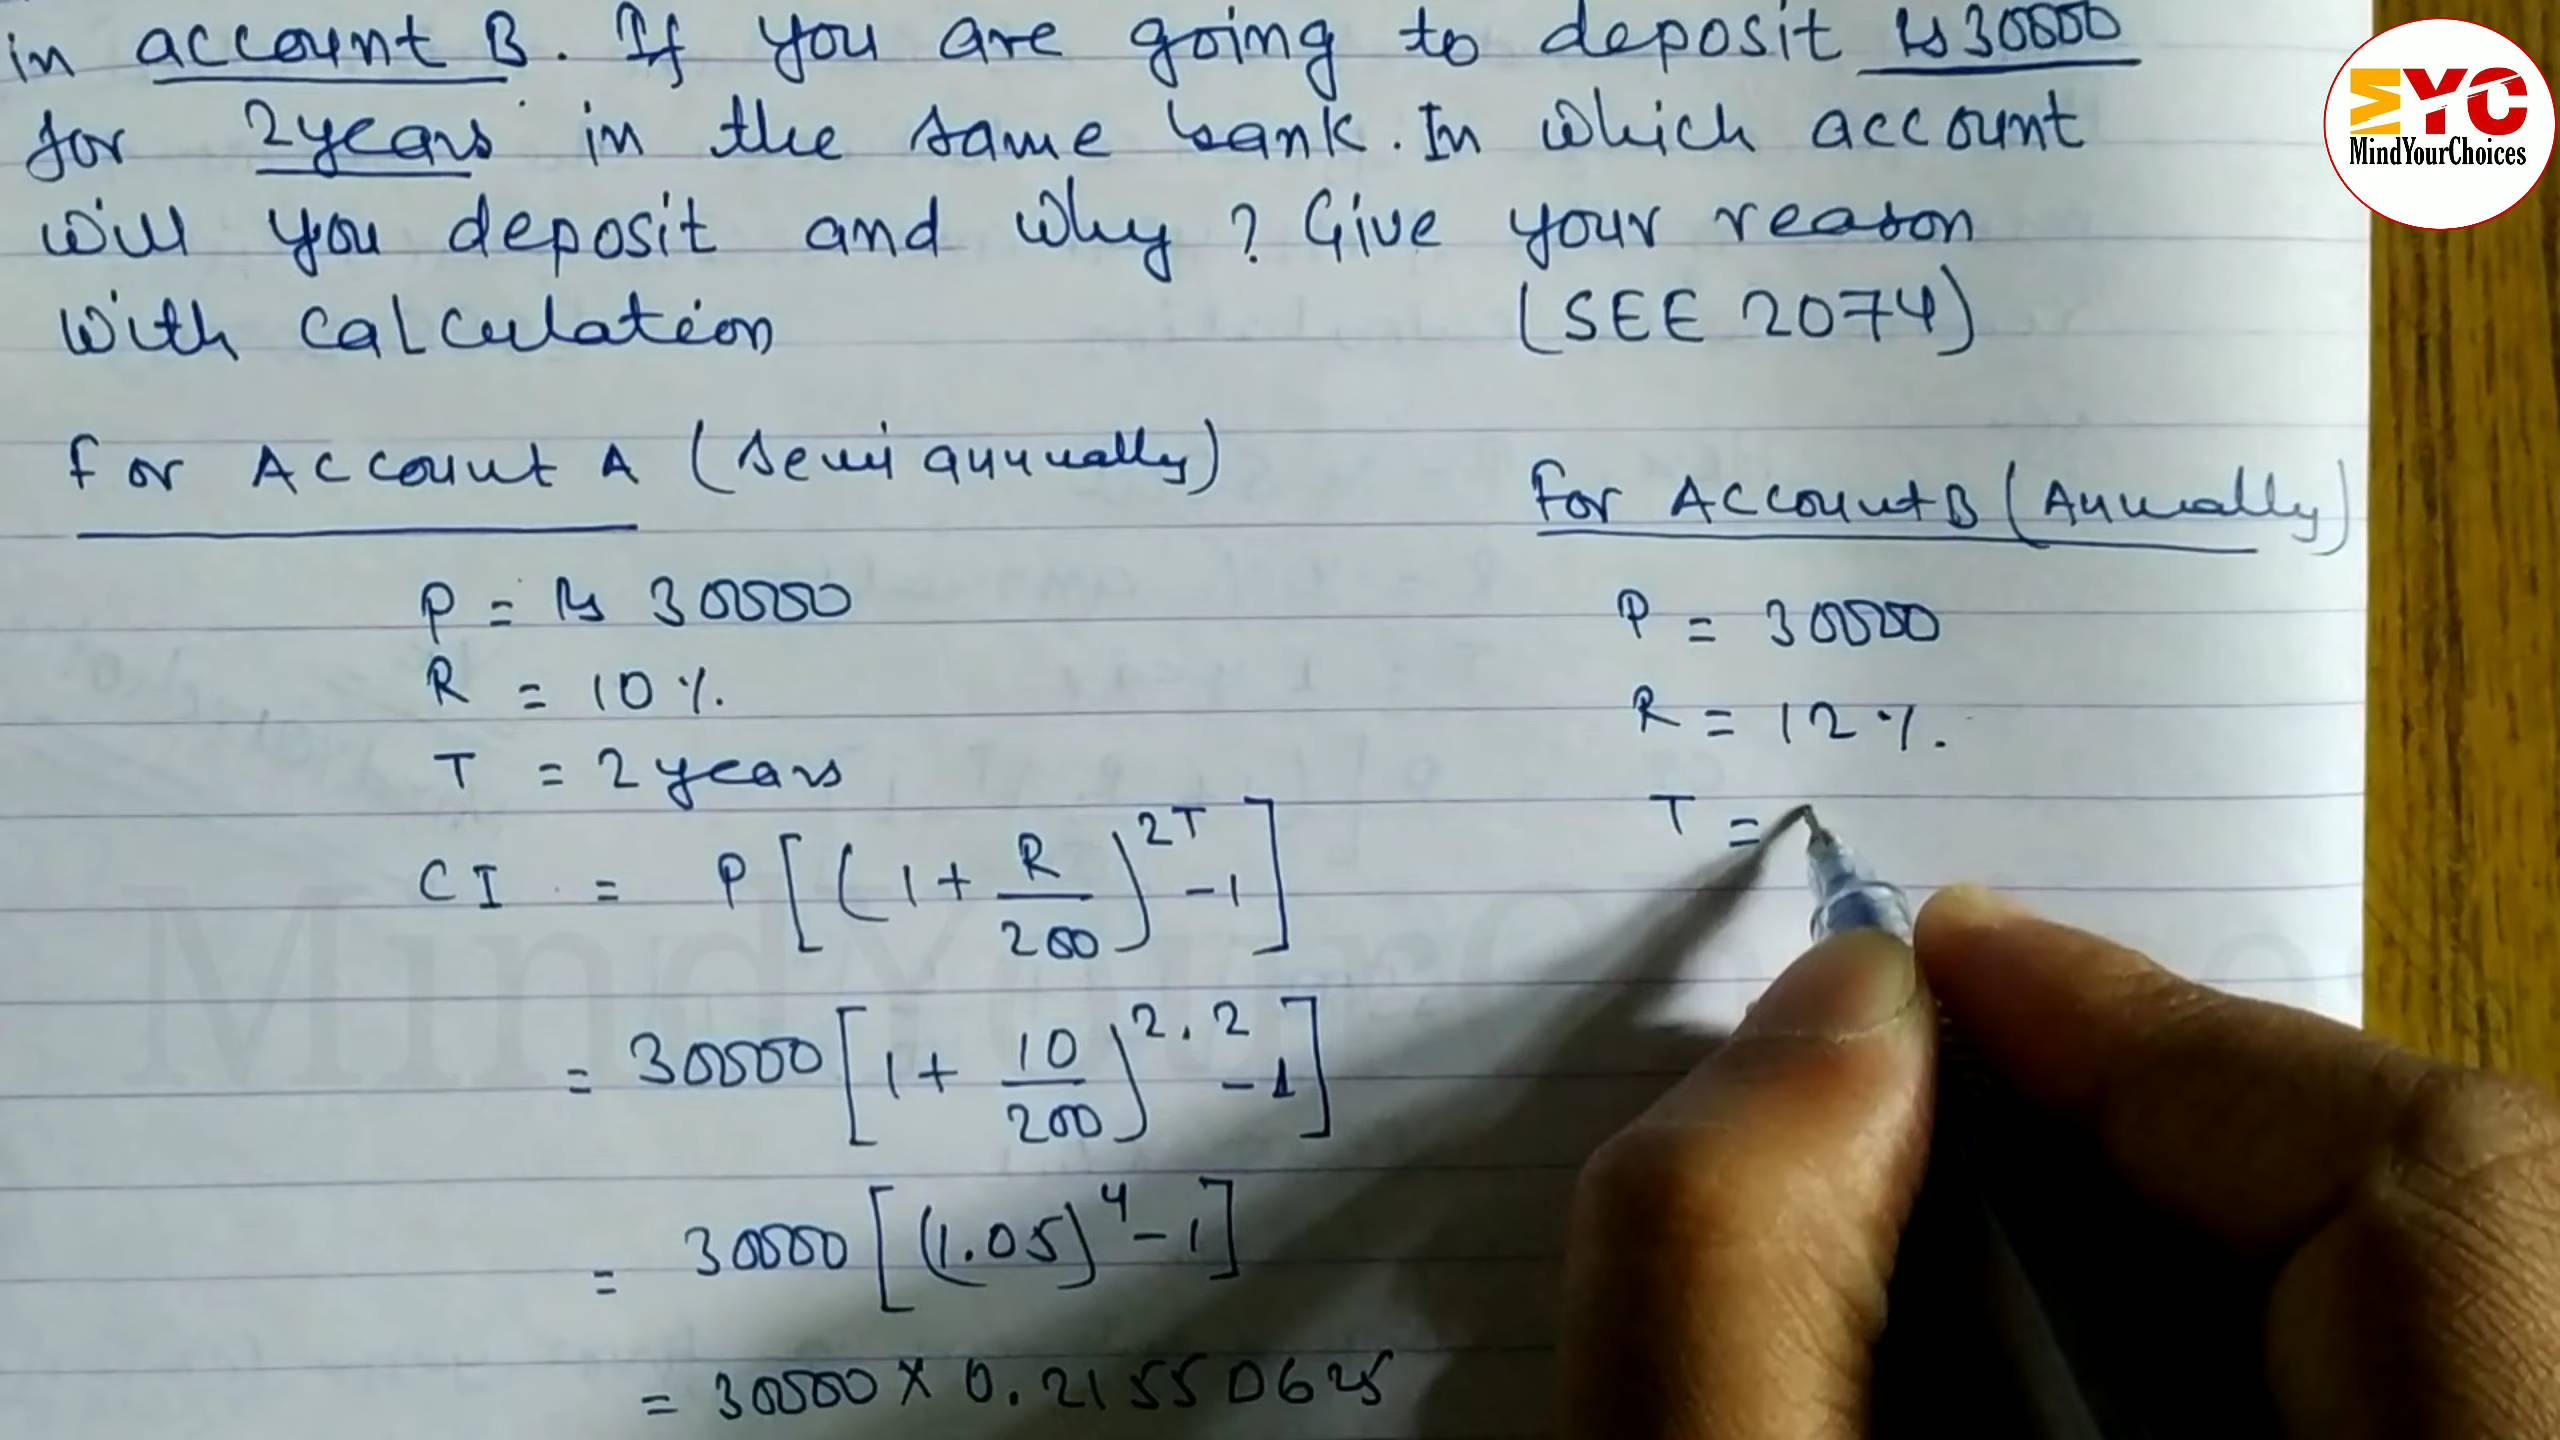 in account B. If you are going to deposit Rs 30000
for 2years in the same bank. In which account
will you deposit and why? Give your reason
with calculation (SEE 2074)
MYC
MindYourChoices
For Account A (Semi annually)
P = Rs 30000
R = 10%.
T = 2 years
CI = P[(1+R/200)^2T -1]
= 30000[1+10/200)^2.2 -1]
= 30000[(1.05)^4-1]
= 30000×0.21550625
For Account B (Annually)
P = 30000
R = 12%.
T =